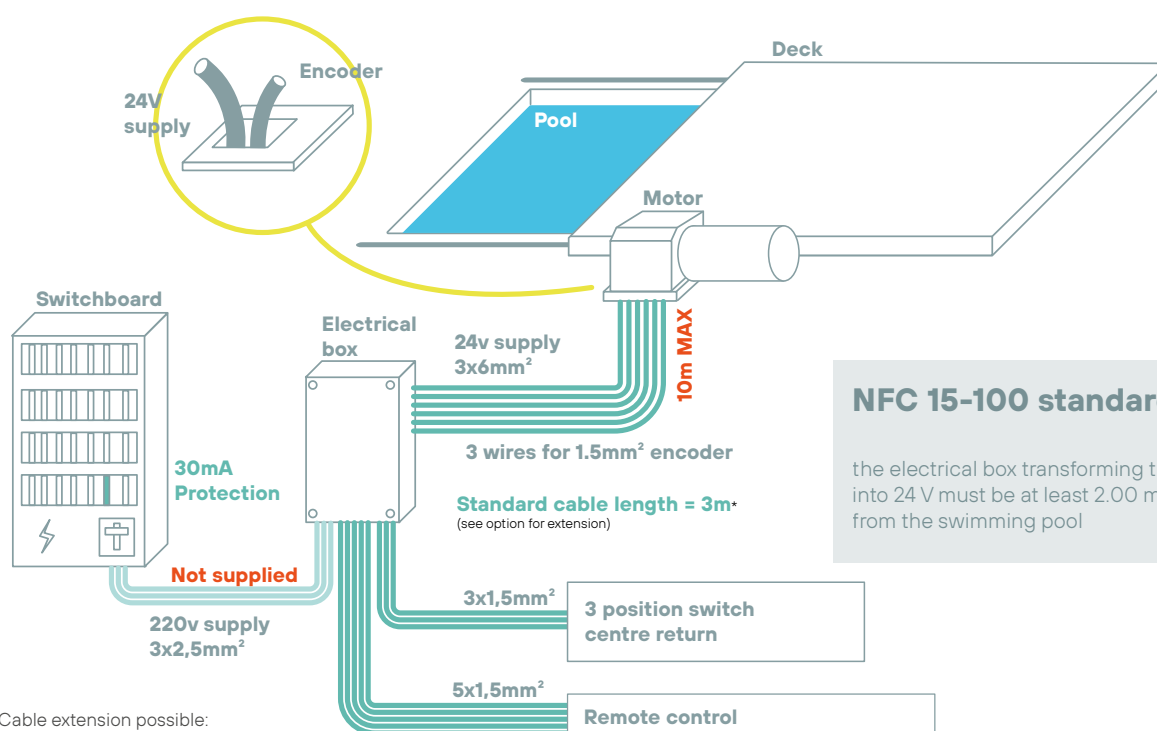 Deck
Encoder
24V
supply
Pool
Motor
Switchboard
Electrical
box
24v supply
3x6mm²
10m MAX
NFC 15-100 standar
3 wires for 1.5mm² encoder
the electrical box transforming t
into 24 V must be at least 2.00 m
from the swimming pool
30mA
Protection
Standard cable length = 3m*
(see option for extension)
Not supplied
220v supply
3x2,5mm²
3x1,5mm²
3 position switch
centre return
5x1,5mm²
Remote control
Cable extension possible: